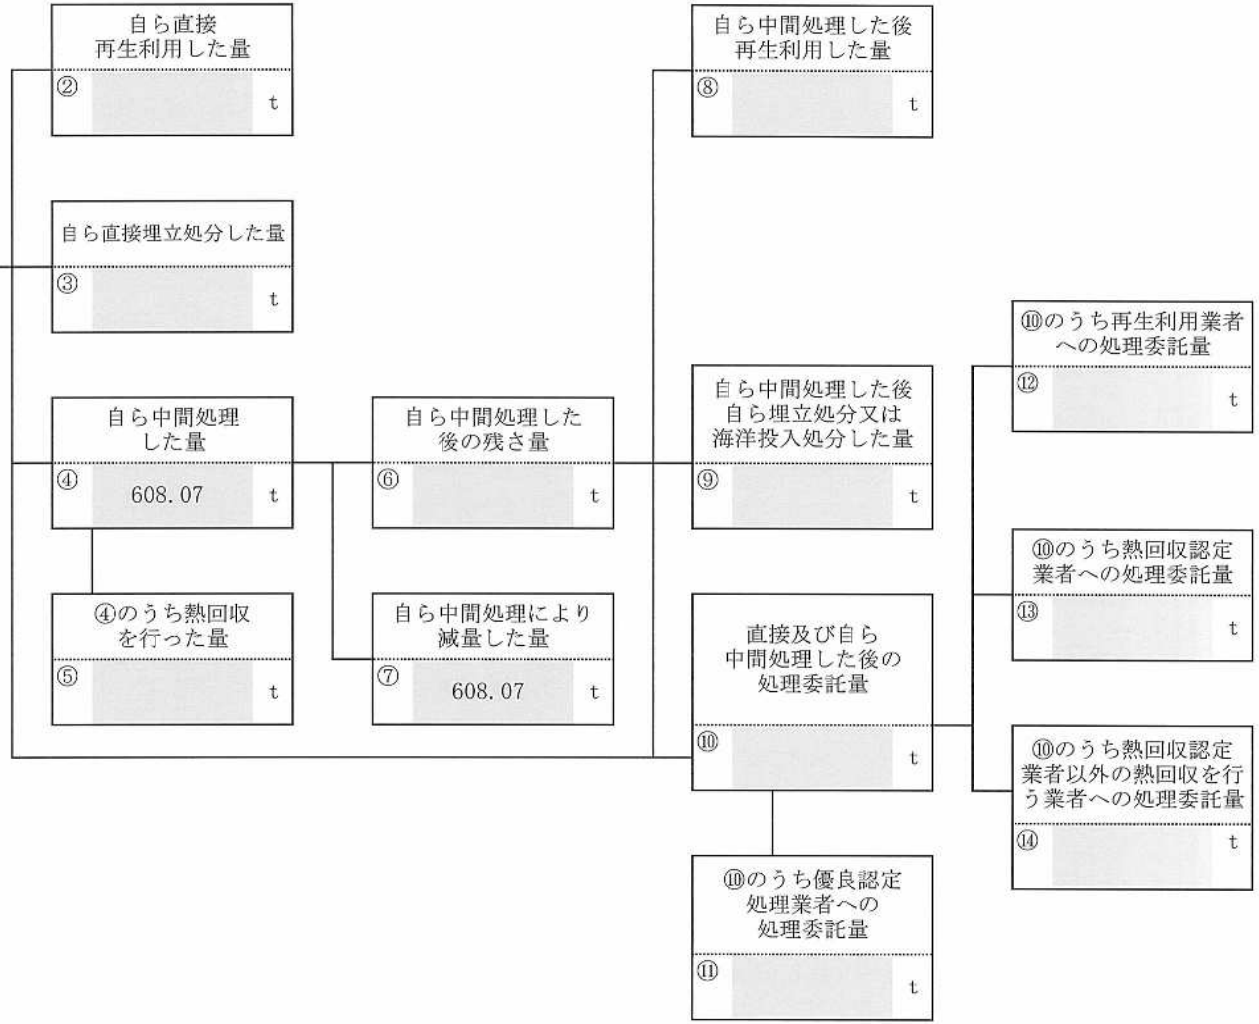 自ら直接
再生利用した量
②
t
自ら中間処理した後
再生利用した量
⑧
t
自ら直接埋立処分した量
③
t
⑩のうち再生利用業者
への処理委託量
⑫
t
自ら中間処理
した量
④
608.07
t
自ら中間処理した
後の残さ量
⑥
t
自ら中間処理した後
自ら埋立処分又は
海洋投入処分した量
⑨
t
⑩のうち熱回収認定
業者への処理委託量
⑬
t
④のうち熱回収
を行った量
⑤
t
自ら中間処理により
減量した量
⑦
608.07
t
直接及び自ら
中間処理した後の
処理委託量
⑩
t
⑩のうち熱回収認定
業者以外の熱回収を行
う業者への処理委託量
⑭
t
⑩のうち優良認定
処理業者への
処理委託量
⑪
t